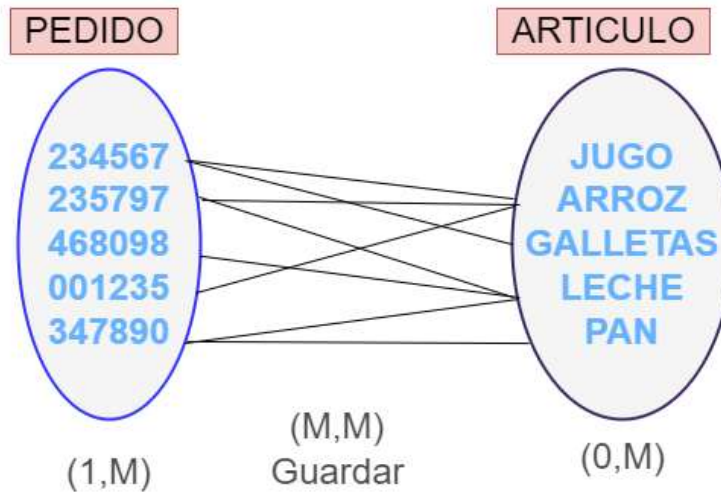 PEDIDO
ARTICULO
234567
235797
468098
001235
347890
JUGO
ARROZ
GALLETAS
LECHE
PAN
(1,M)
(M,M)
Guardar
(0,M)